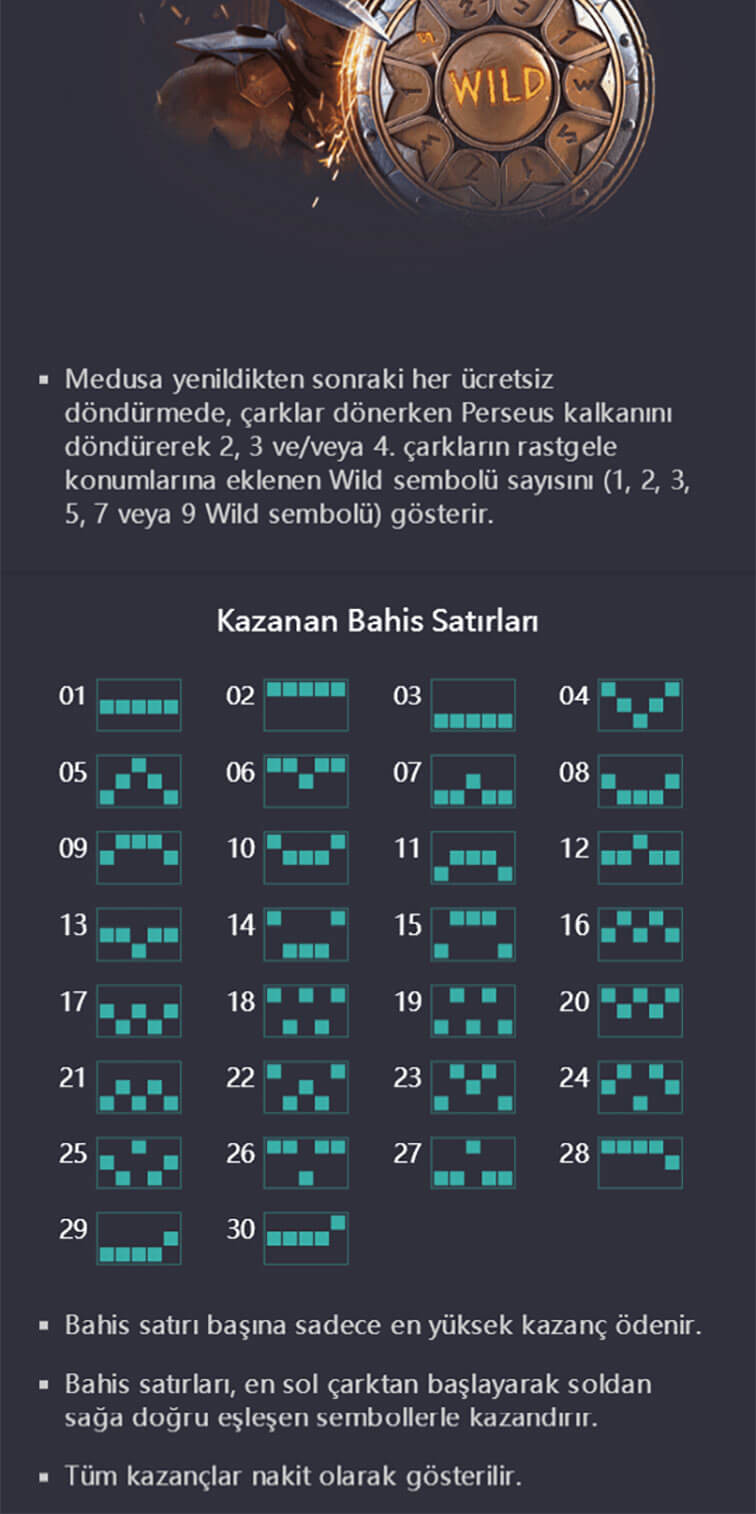 WILD
Medusa yenildikten sonraki her ücretsiz
döndürmede, çarklar dönerken Perseus kalkanını
döndürerek 2, 3 ve/veya 4. çarkların rastgele
konumlarına eklenen Wild sembolü sayısını (1, 2, 3,
5, 7 veya 9 Wild sembolü) gösterir.
Kazanan Bahis Satırları
01 02 03 04
05 06 07 08
09 10 11 12
13 14 15 16
17 18 19 20
21 22 23 24
25 26 27 28
29 30
Bahis satırı başına sadece en yüksek kazanç ödenir.
Bahis satırları, en sol çarktan başlayarak soldan
sağa doğru eşleşen sembollerle kazandırır.
Tüm kazançlar nakit olarak gösterilir.